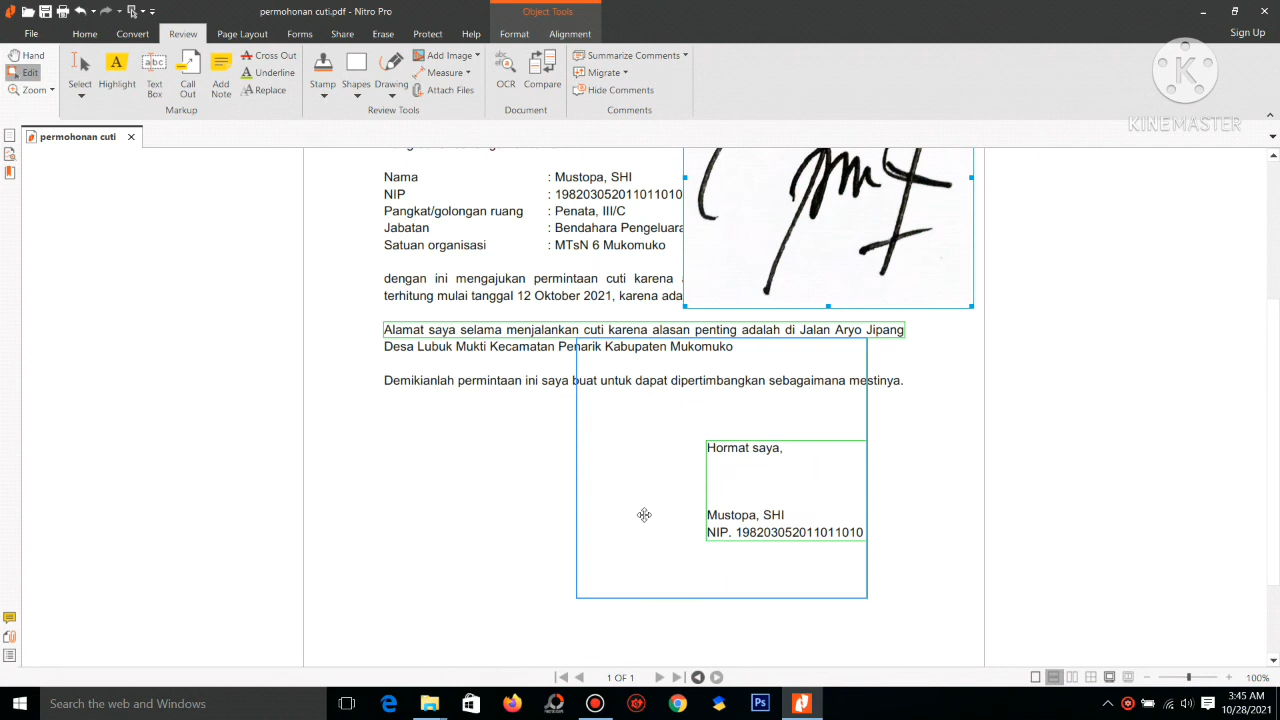 permohonan cuti.pdf - Nitro Pro
Object Tools
File Home Convert Review Page Layout Forms Share Erase Protect Help Format Alignment Sign Up
Hand
Edit
Zoom
Select
Highlight
Text Box
Call Out
Add Note
Cross Out
Underline
Replace
Markup
Stamp
Shapes
Drawing
Add Image
Measure
Attach Files
Review Tools
OCR
Compare
Document
Summarize Comments
Migrate
Hide Comments
Comments
K
KINEMASTER
permohonan cuti
Nama : Mustopa, SHI
NIP : 198203052011011010
Pangkat/golongan ruang : Penata, III/C
Jabatan : Bendahara Pengeluara
Satuan organisasi : MTsN 6 Mukomuko
dengan ini mengajukan permintaan cuti karena
terhitung mulai tanggal 12 Oktober 2021, karena ada
Alamat saya selama menjalankan cuti karena alasan penting adalah di Jalan Aryo Jipang
Desa Lubuk Mukti Kecamatan Penarik Kabupaten Mukomuko
Demikianlah permintaan ini saya buat untuk dapat dipertimbangkan sebagaimana mestinya.
Hormat saya,
Mustopa, SHI
NIP. 198203052011011010
1 OF 1
100%
Search the web and Windows
3:45 AM
10/28/2021